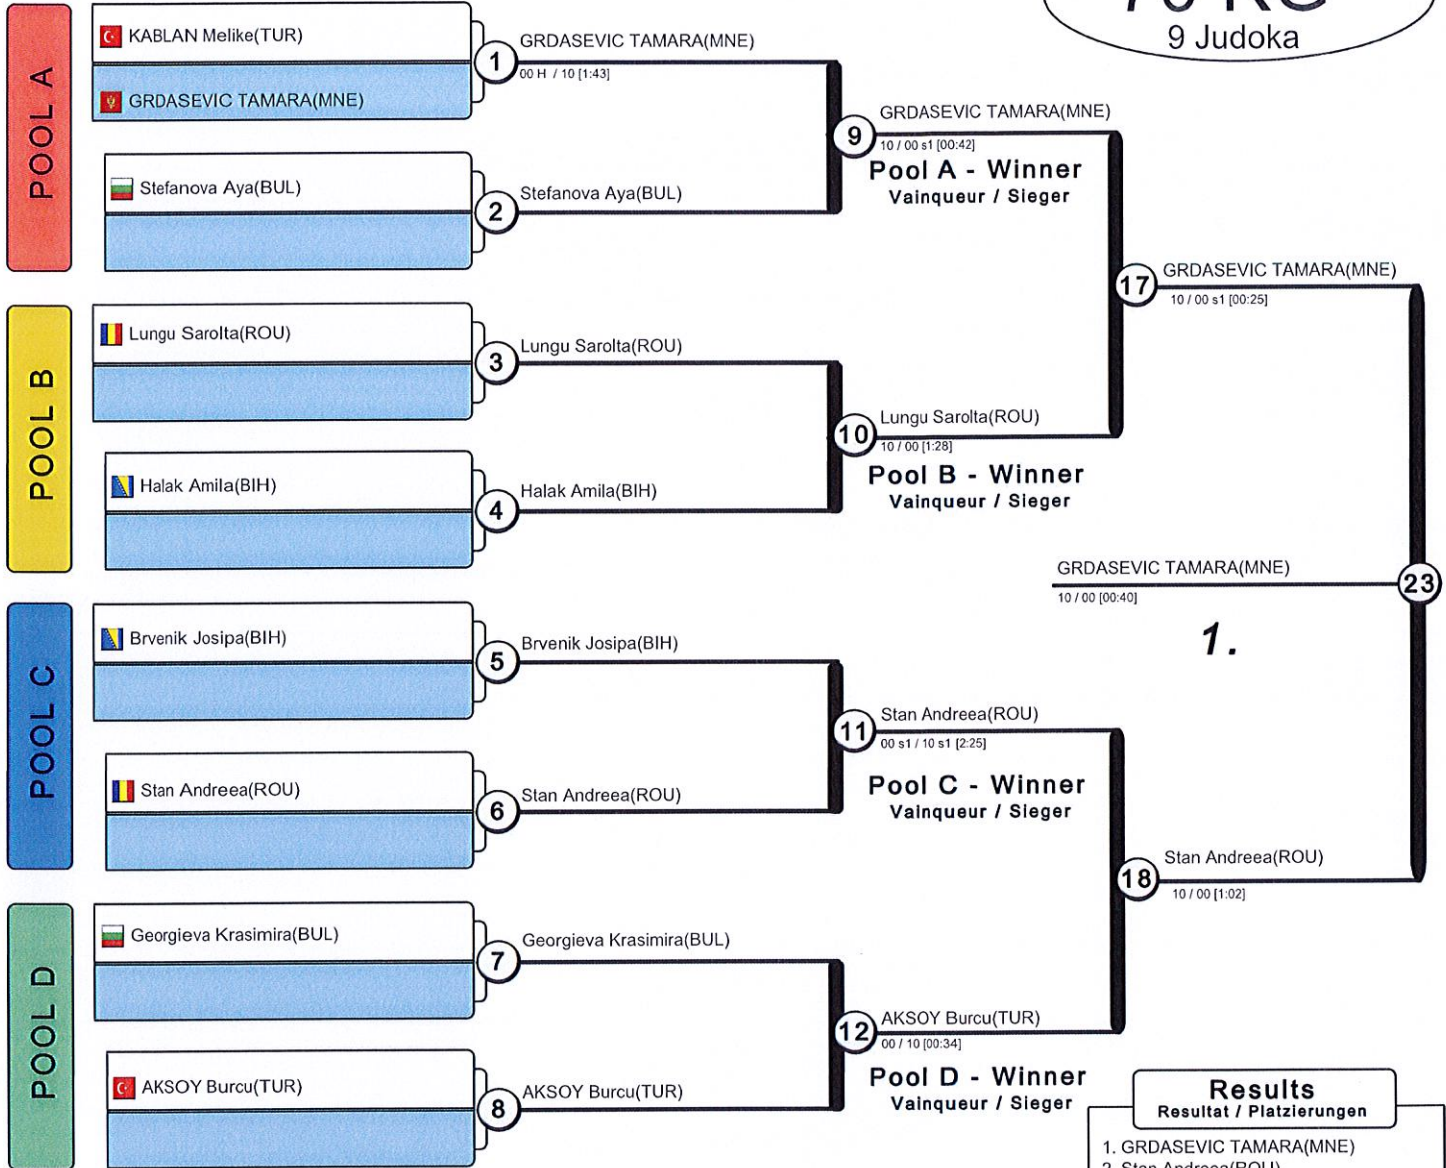 70 KG
9 Judoka
POOL A
KABLAN Melike(TUR)
GRDASEVIC TAMARA(MNE)
1
GRDASEVIC TAMARA(MNE)
00 H / 10 [1:43]
Stefanova Aya(BUL)
2
Stefanova Aya(BUL)
9
GRDASEVIC TAMARA(MNE)
10 / 00 s1 [00:42]
Pool A - Winner
Vainqueur / Sieger
POOL B
Lungu Sarolta(ROU)
3
Lungu Sarolta(ROU)
Halak Amila(BIH)
4
Halak Amila(BIH)
10
Lungu Sarolta(ROU)
10 / 00 [1:28]
Pool B - Winner
Vainqueur / Sieger
17
GRDASEVIC TAMARA(MNE)
10 / 00 s1 [00:25]
POOL C
Brvenik Josipa(BIH)
5
Brvenik Josipa(BIH)
Stan Andreea(ROU)
6
Stan Andreea(ROU)
11
Stan Andreea(ROU)
00 s1 / 10 s1 [2:25]
Pool C - Winner
Vainqueur / Sieger
POOL D
Georgieva Krasimira(BUL)
7
Georgieva Krasimira(BUL)
AKSOY Burcu(TUR)
8
AKSOY Burcu(TUR)
12
AKSOY Burcu(TUR)
00 / 10 [00:34]
Pool D - Winner
Vainqueur / Sieger
18
Stan Andreea(ROU)
10 / 00 [1:02]
GRDASEVIC TAMARA(MNE)
10 / 00 [00:40]
23
1.
Results
Resultat / Platzierungen
1. GRDASEVIC TAMARA(MNE)
2. Stan Andreea(ROU)